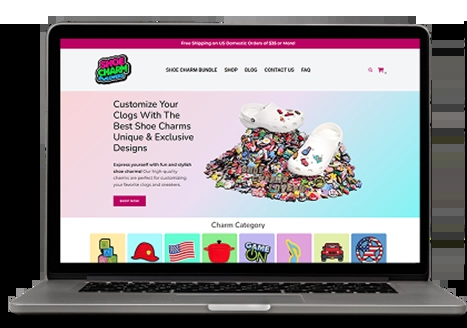 Free Shipping on US Domestic Orders of $35 or More!
SHOE
CHARM
SHOE CHARM BUNDLE SHOP BLOG CONTACT US FAQ
Customize Your
Clogs With The
Best Shoe Charms
Unique & Exclusive
Designs
Express yourself with fun and stylish
shoe charms! Our high quality
charms are perfect for customizing
your favorite clogs and sneakers.
SHOP NOW
Charm Category
GAME
ON